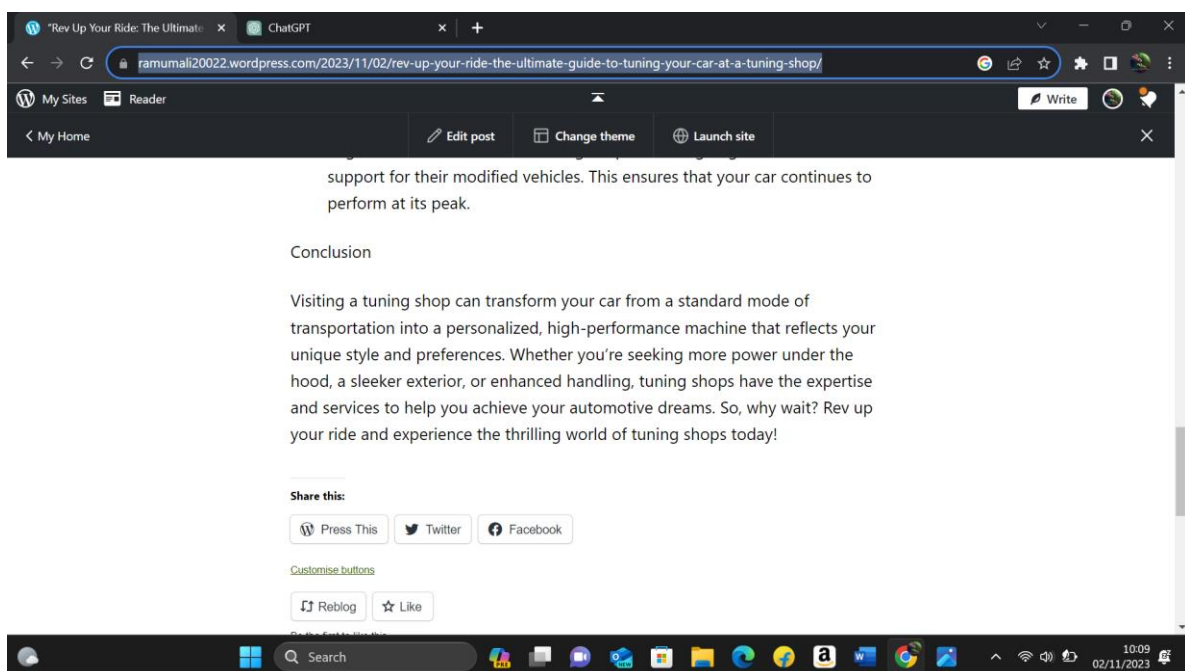 "Rev Up Your Ride: The Ultimate
ChatGPT
ramumali20022.wordpress.com/2023/11/02/rev-up-your-ride-the-ultimate-guide-to-tuning-your-car-at-a-tuning-shop/
My Sites Reader Write
My Home Edit post Change theme Launch site
support for their modified vehicles. This ensures that your car continues to
perform at its peak.
Conclusion
Visiting a tuning shop can transform your car from a standard mode of
transportation into a personalized, high-performance machine that reflects your
unique style and preferences. Whether you're seeking more power under the
hood, a sleeker exterior, or enhanced handling, tuning shops have the expertise
and services to help you achieve your automotive dreams. So, why wait? Rev up
your ride and experience the thrilling world of tuning shops today!
Share this:
Press This Twitter Facebook
Customise buttons
Reblog Like
Search
10:09
02/11/2023